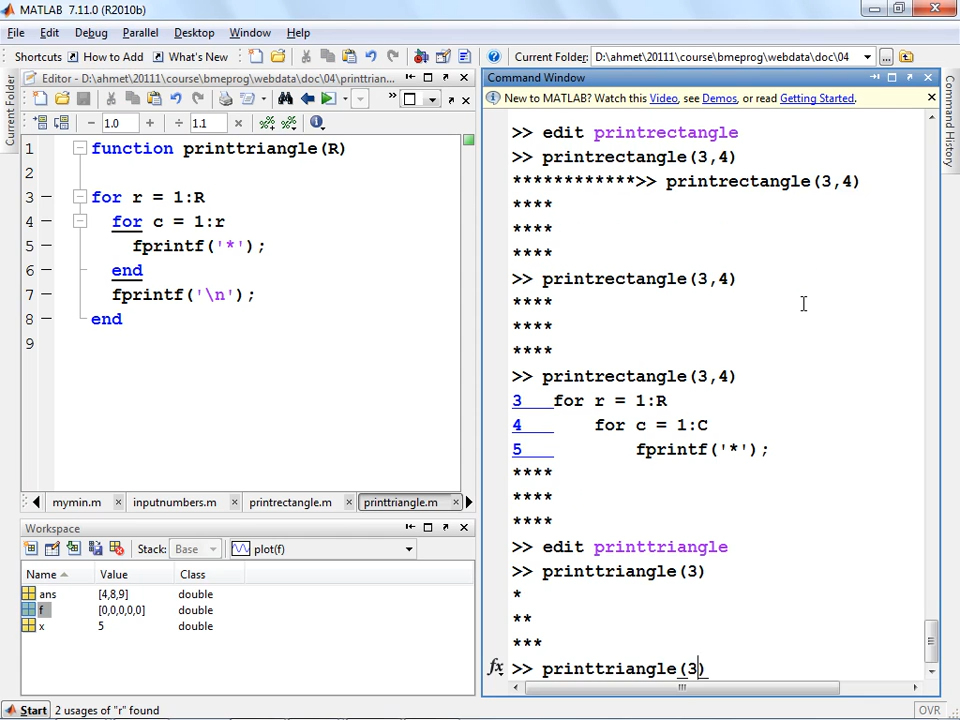 MATLAB 7.11.0 (R2010b)
File Edit Debug Parallel Desktop Window Help
Shortcuts How to Add What's New Current Folder: D:\ahmet\20111\course\bmeprog\webdata\doc\04
Current Folder
Editor - D:\ahmet\20111\course\bmeprog\webdata\doc\04\printtrian...
1.0 1.1
1 function printtriangle(R)
2
3 for r = 1:R
4 for c = 1:r
5 fprintf('*');
6 end
7 fprintf('\n');
8 end
9
mymin.m inputnumbers.m printrectangle.m printtriangle.m
Workspace
Stack: Base plot(f)
Name Value Class
ans [4,8,9] double
f [0,0,0,0,0] double
x 5 double
Command Window
New to MATLAB? Watch this Video, see Demos, or read Getting Started.
>> edit printrectangle
>> printrectangle(3,4)
************>> printrectangle(3,4)
****
****
****
>> printrectangle(3,4)
****
****
****
>> printrectangle(3,4)
3 for r = 1:R
4 for c = 1:C
5 fprintf('*');
****
****
****
>> edit printtriangle
>> printtriangle(3)
*
**
***
fx >> printtriangle(3)
Command History
Start 2 usages of "r" found OVR